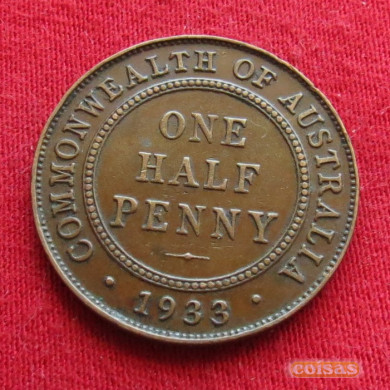 COMMONWEALTH OF AUSTRALIA
ONE
HALF
PENNY
· 1933 ·
coisas